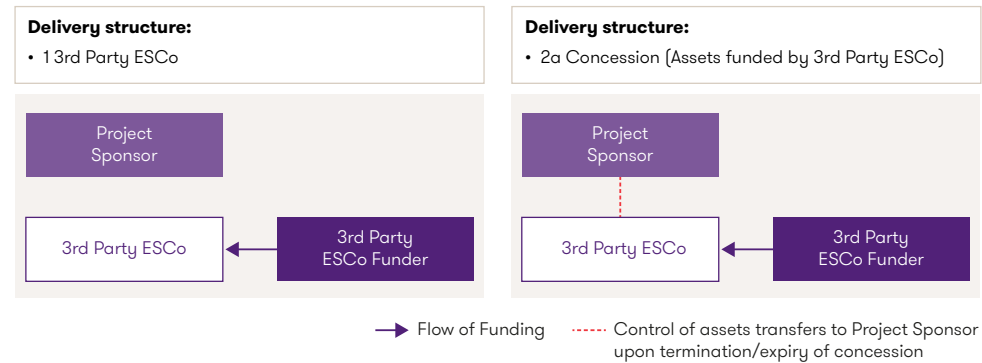 Delivery structure:
• 1 3rd Party ESCo
Project
Sponsor
3rd Party ESCo
3rd Party
ESCo Funder
Delivery structure:
• 2a Concession (Assets funded by 3rd Party ESCo)
Project
Sponsor
3rd Party ESCo
3rd Party
ESCo Funder
Flow of Funding
Control of assets transfers to Project Sponsor
upon termination/expiry of concession